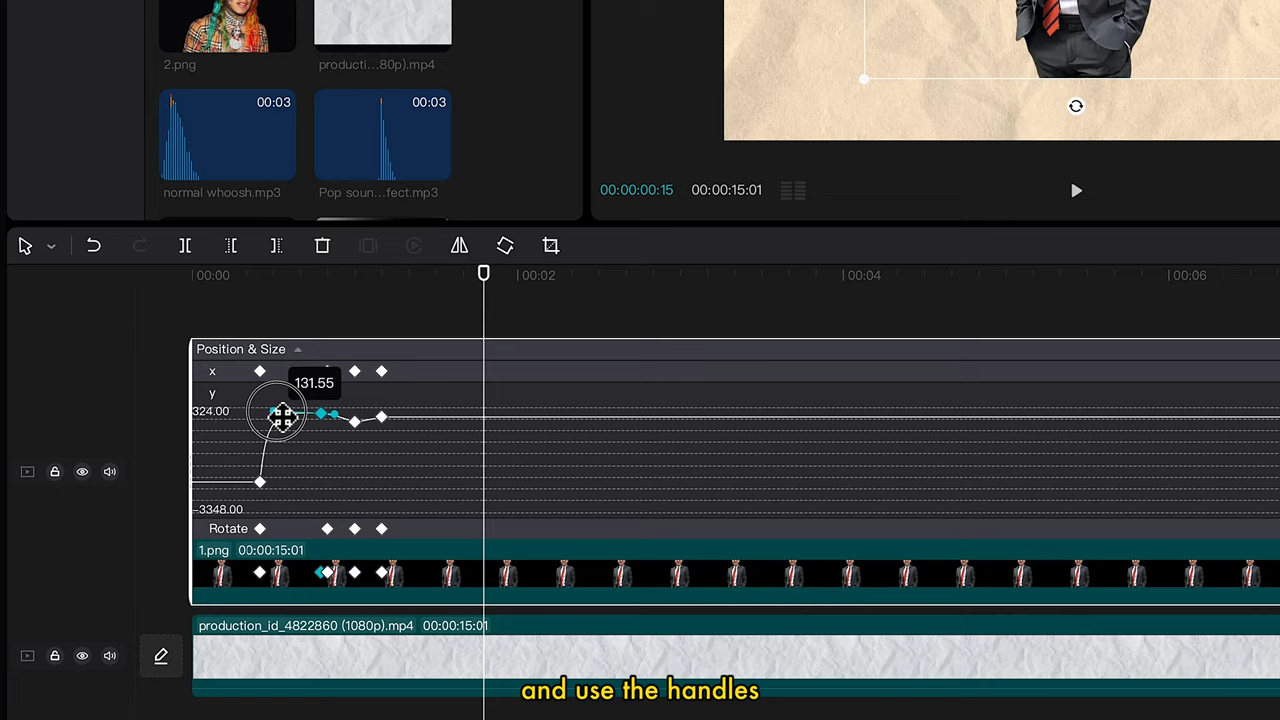 2.png
producti...80p).mp4
00:03
00:03
normal whoosh.mp3
Pop soun...fect.mp3
00:00:00:15
00:00:15:01
00:00
00:02
00:04
00:06
Position & Size
x
131.55
y
324.00
-3348.00
Rotate
1.png 00:00:15:01
production_id_4822860 (1080p).mp4 00:00:15:01
and use the handles